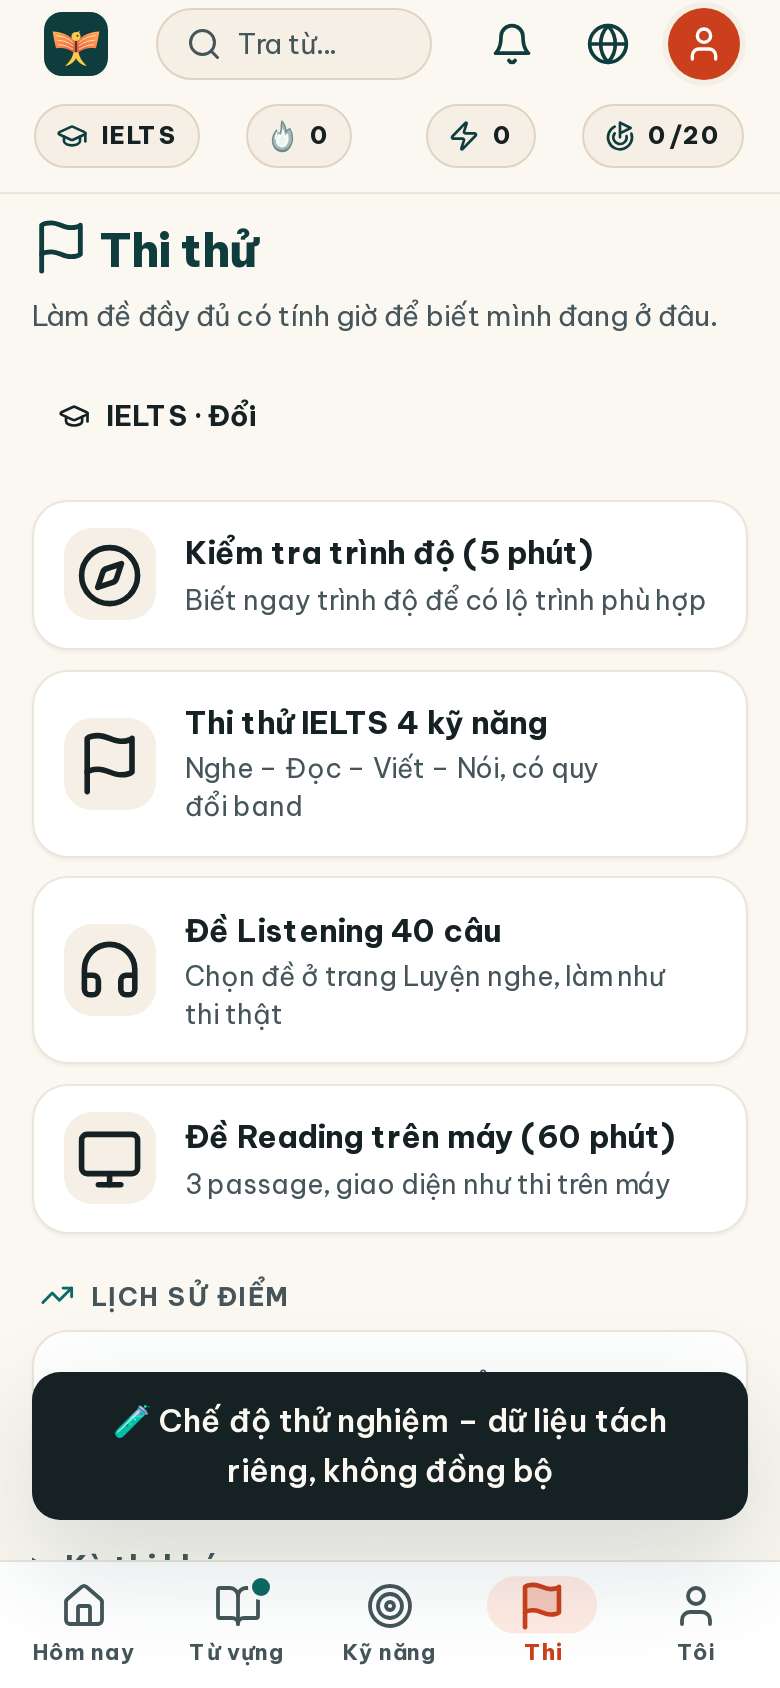 Tra từ...
IELTS
0
0
0/20
Thi thử
Làm đề đầy đủ có tính giờ để biết mình đang ở đâu.
IELTS · Đổi
Kiểm tra trình độ (5 phút)
Biết ngay trình độ để có lộ trình phù hợp
Thi thử IELTS 4 kỹ năng
Nghe – Đọc – Viết – Nói, có quy
đổi band
Đề Listening 40 câu
Chọn đề ở trang Luyện nghe, làm như
thi thật
Đề Reading trên máy (60 phút)
3 passage, giao diện như thi trên máy
LỊCH SỬ ĐIỂM
🧪 Chế độ thử nghiệm – dữ liệu tách
riêng, không đồng bộ
Hôm nay
Từ vựng
Kỹ năng
Thi
Tôi